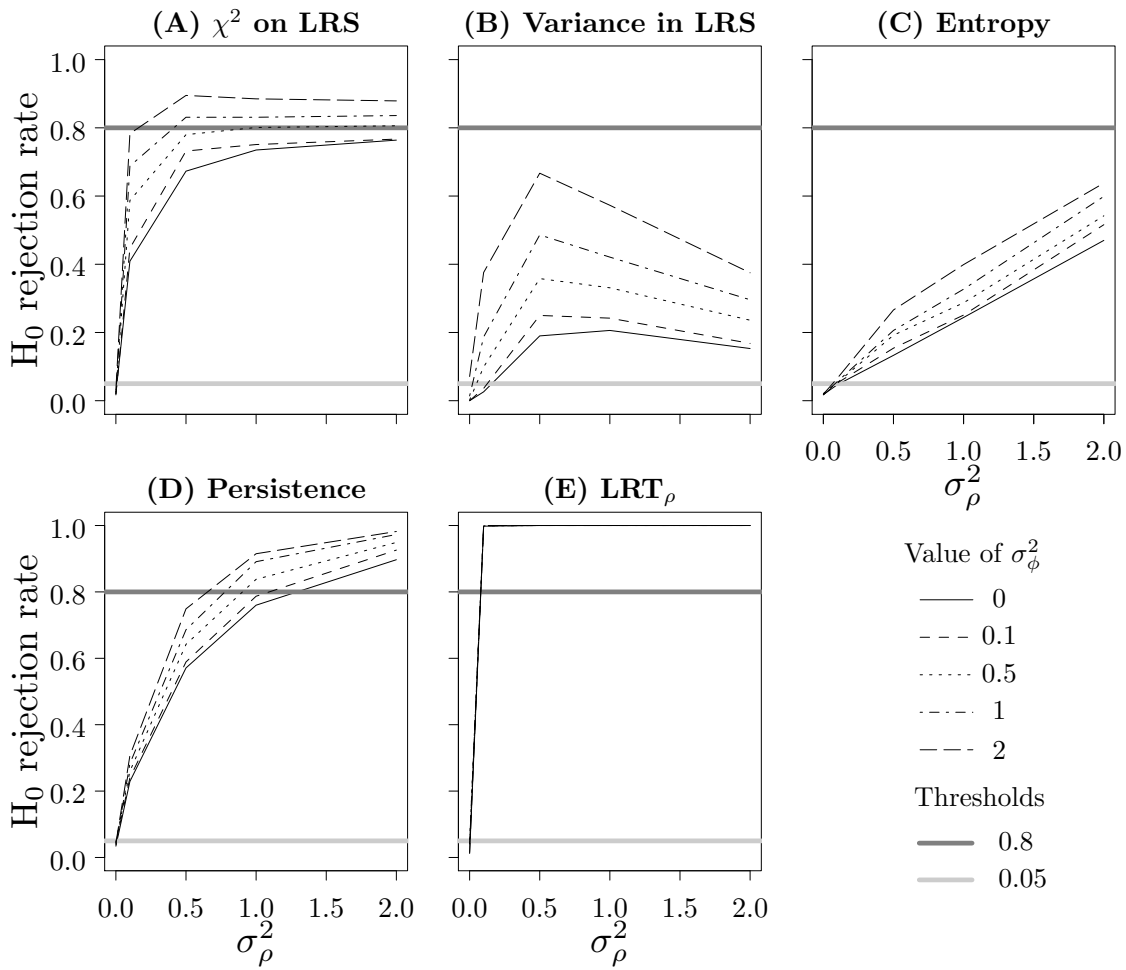 (A) χ² on LRS
(B) Variance in LRS
(C) Entropy
H₀ rejection rate
1.0
0.8
0.6
0.4
0.2
0.0
0.0 0.5 1.0 1.5 2.0
σ²ρ
(D) Persistence
(E) LRTρ
H₀ rejection rate
1.0
0.8
0.6
0.4
0.2
0.0
0.0 0.5 1.0 1.5 2.0
σ²ρ
0.0 0.5 1.0 1.5 2.0
σ²ρ
Value of σ²ϕ
0
0.1
0.5
1
2
Thresholds
0.8
0.05